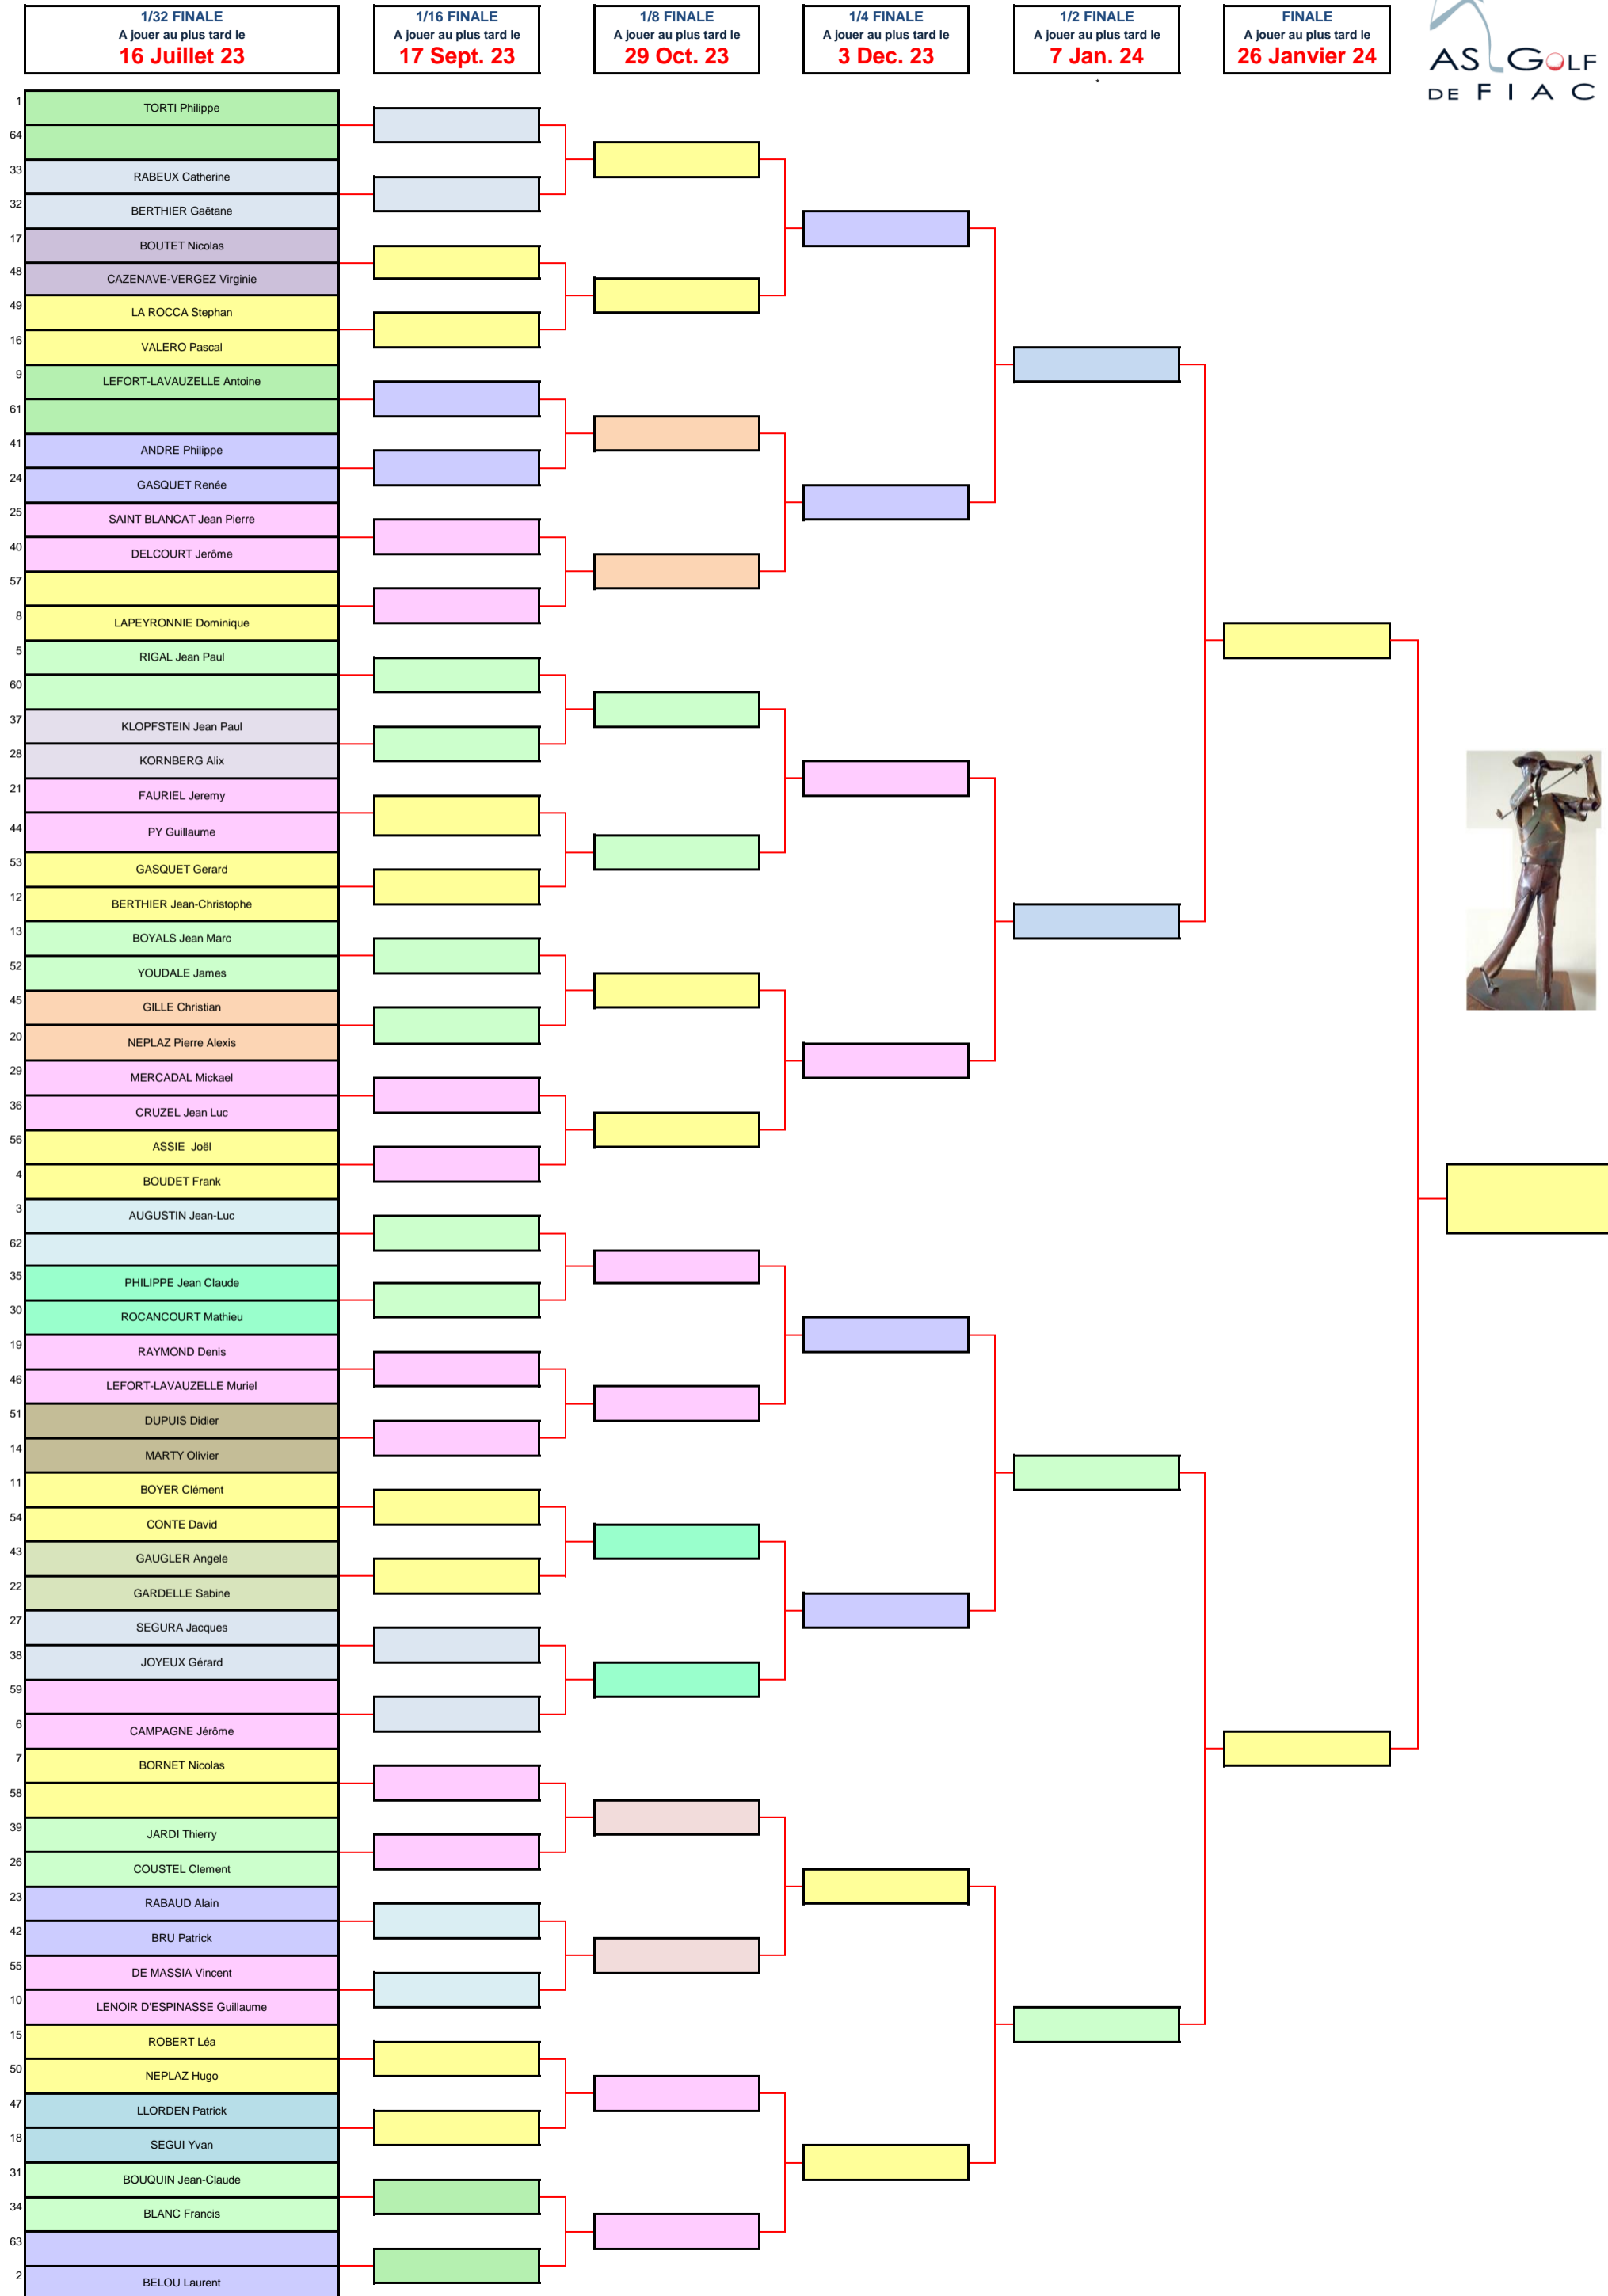 1/32 FINALE
A jouer au plus tard le
16 Juillet 23
1/16 FINALE
A jouer au plus tard le
17 Sept. 23
1/8 FINALE
A jouer au plus tard le
29 Oct. 23
1/4 FINALE
A jouer au plus tard le
3 Dec. 23
1/2 FINALE
A jouer au plus tard le
7 Jan. 24
*
FINALE
A jouer au plus tard le
26 Janvier 24
AS GOLF
DE FIAC
1 TORTI Philippe
64
33 RABEUX Catherine
32 BERTHIER Gaëtane
17 BOUTET Nicolas
48 CAZENAVE-VERGEZ Virginie
49 LA ROCCA Stephan
16 VALERO Pascal
9 LEFORT-LAVAUZELLE Antoine
61
41 ANDRE Philippe
24 GASQUET Renée
25 SAINT BLANCAT Jean Pierre
40 DELCOURT Jerôme
57
8 LAPEYRONNIE Dominique
5 RIGAL Jean Paul
60
37 KLOPFSTEIN Jean Paul
28 KORNBERG Alix
21 FAURIEL Jeremy
44 PY Guillaume
53 GASQUET Gerard
12 BERTHIER Jean-Christophe
13 BOYALS Jean Marc
52 YOUDALE James
45 GILLE Christian
20 NEPLAZ Pierre Alexis
29 MERCADAL Mickael
36 CRUZEL Jean Luc
56 ASSIE Joël
4 BOUDET Frank
3 AUGUSTIN Jean-Luc
62
35 PHILIPPE Jean Claude
30 ROCANCOURT Mathieu
19 RAYMOND Denis
46 LEFORT-LAVAUZELLE Muriel
51 DUPUIS Didier
14 MARTY Olivier
11 BOYER Clément
54 CONTE David
43 GAUGLER Angele
22 GARDELLE Sabine
27 SEGURA Jacques
38 JOYEUX Gérard
59
6 CAMPAGNE Jérôme
7 BORNET Nicolas
58
39 JARDI Thierry
26 COUSTEL Clement
23 RABAUD Alain
42 BRU Patrick
55 DE MASSIA Vincent
10 LENOIR D'ESPINASSE Guillaume
15 ROBERT Léa
50 NEPLAZ Hugo
47 LLORDEN Patrick
18 SEGUI Yvan
31 BOUQUIN Jean-Claude
34 BLANC Francis
63
2 BELOU Laurent